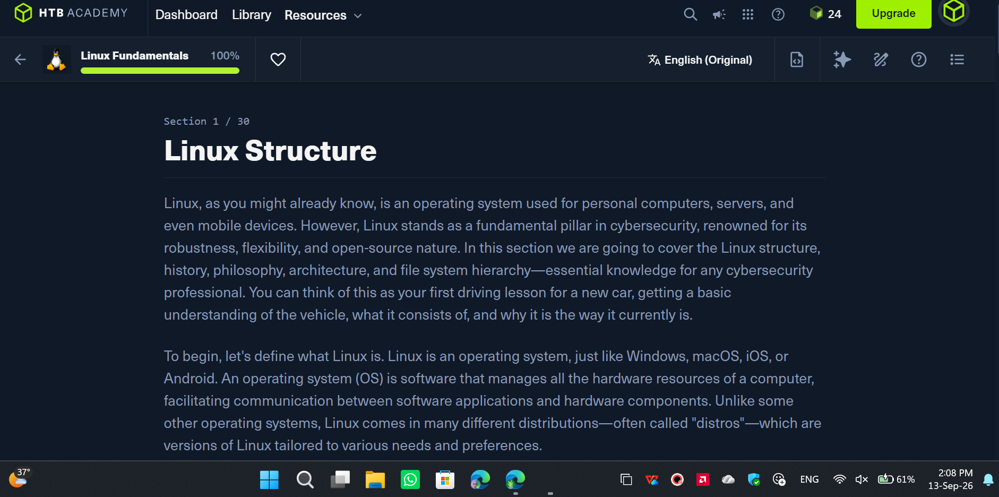 HTB ACADEMY
Dashboard Library Resources
24
Upgrade
Linux Fundamentals 100%
English (Original)
Section 1 / 30
Linux Structure
Linux, as you might already know, is an operating system used for personal computers, servers, and
even mobile devices. However, Linux stands as a fundamental pillar in cybersecurity, renowned for its
robustness, flexibility, and open-source nature. In this section we are going to cover the Linux structure,
history, philosophy, architecture, and file system hierarchy—essential knowledge for any cybersecurity
professional. You can think of this as your first driving lesson for a new car, getting a basic
understanding of the vehicle, what it consists of, and why it is the way it currently is.
To begin, let's define what Linux is. Linux is an operating system, just like Windows, macOS, iOS, or
Android. An operating system (OS) is software that manages all the hardware resources of a computer,
facilitating communication between software applications and hardware components. Unlike some
other operating systems, Linux comes in many different distributions—often called "distros"—which are
versions of Linux tailored to various needs and preferences.
37°
ENG
61%
2:08 PM
13-Sep-26